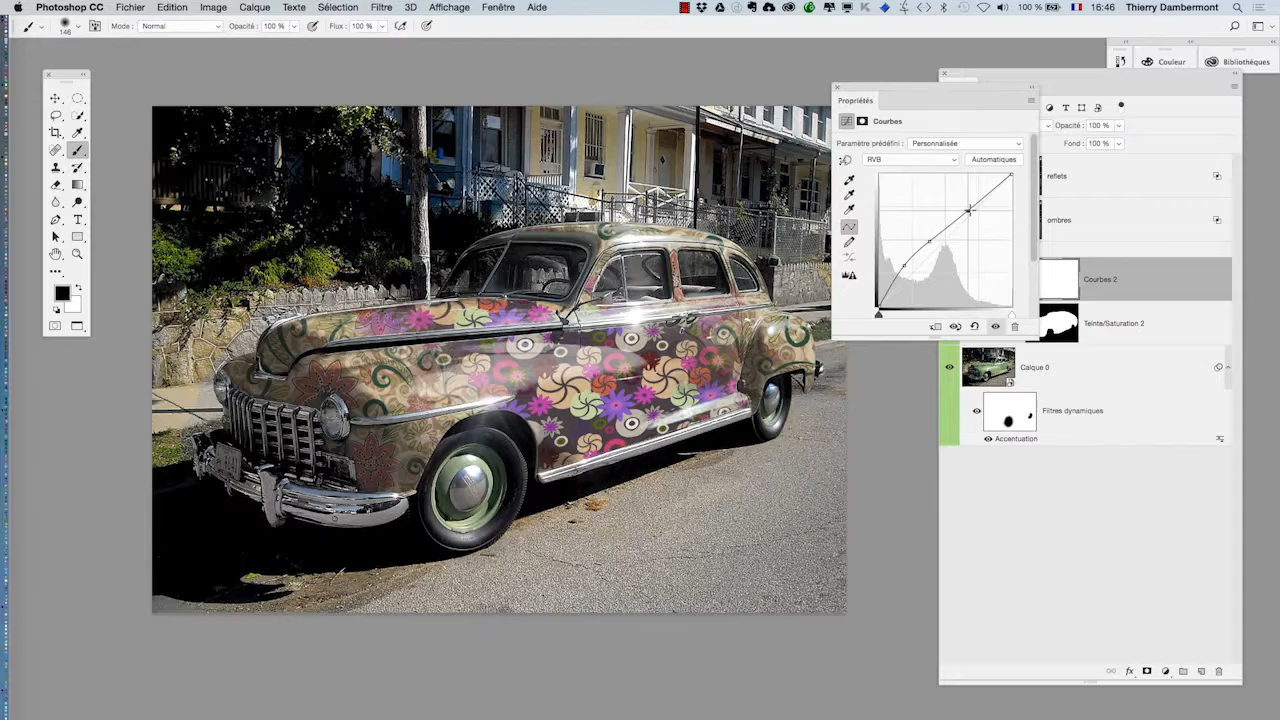 Photoshop CC Fichier Edition Image Calque Texte Sélection Filtre 3D Affichage Fenêtre Aide 100 % 16:46 Thierry Dambermont
146 Mode : Normal Opacité : 100 % Flux : 100 %
Couleur Bibliothèques
Propriétés
Courbes
Opacité : 100 %
Paramètre prédéfini : Personnalisée
Fond : 100 %
RVB Automatiques
reflets
ombres
Courbes 2
Teinte/Saturation 2
Calque 0
Filtres dynamiques
Accentuation